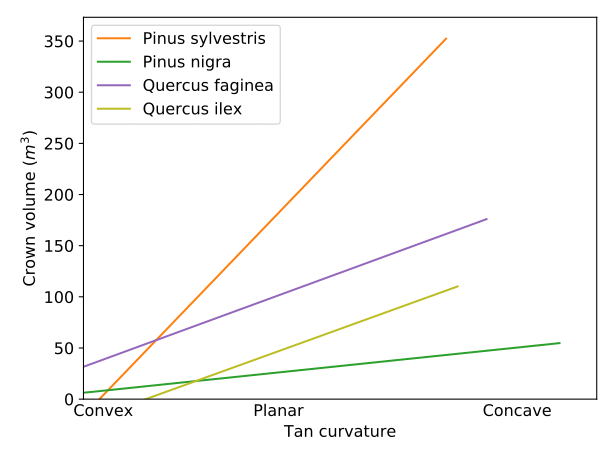 Pinus sylvestris
Pinus nigra
Quercus faginea
Quercus ilex
Crown volume (m³)
350
300
250
200
150
100
50
0
Convex Planar Concave
Tan curvature